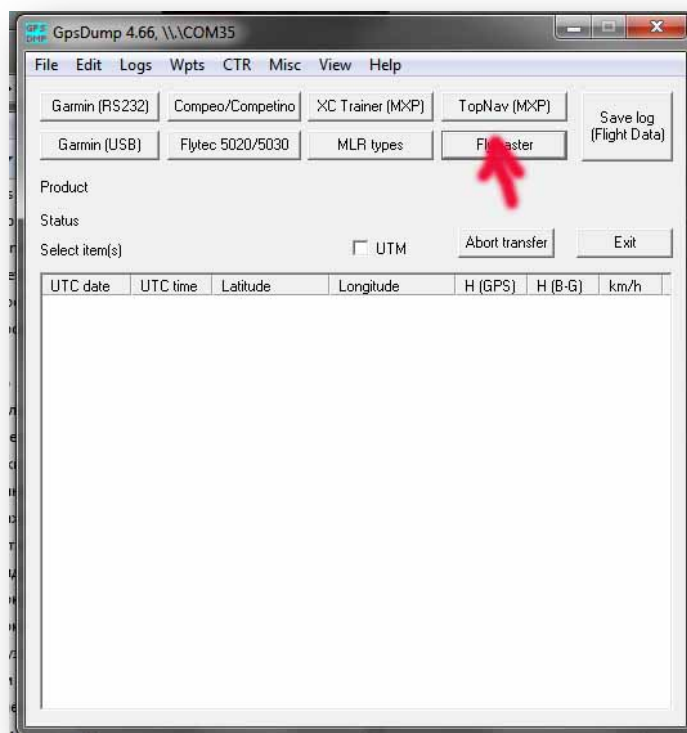 GPS
DMP
GpsDump 4.66, \\.\COM35
File Edit Logs Wpts CTR Misc View Help
Garmin (RS232) Compeo/Competino XC Trainer (MXP) TopNav (MXP) Save log
(Flight Data)
Garmin (USB) Flytec 5020/5030 MLR types
Product
Status
Select item(s) UTM Abort transfer Exit
UTC date UTC time Latitude Longitude H (GPS) H (B-G) km/h